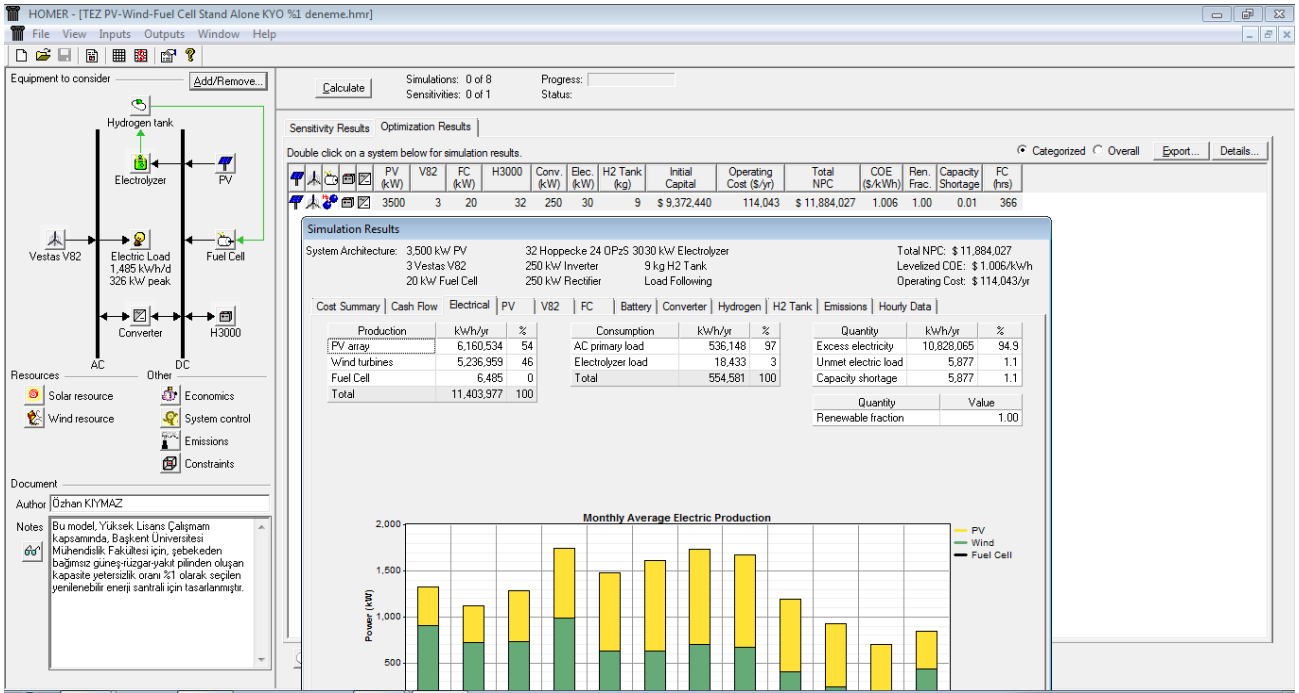 HOMER - [TEZ PV-Wind-Fuel Cell Stand Alone KYO %1 deneme.hmr]
File View Inputs Outputs Window Help
Equipment to consider Add/Remove...
Hydrogen tank
Electrolyzer PV
Vestas V82 Electric Load Fuel Cell
1,485 kWh/d
326 kW peak
Converter H3000
AC DC
Resources Other
Solar resource Economics
Wind resource System control
Emissions
Constraints
Document
Author Özhan KIYMAZ
Notes Bu model, Yüksek Lisans Çalışmam
kapsamında, Başkent Üniversitesi
Mühendislik Fakültesi için, şebekeden
bağımsız güneş-rüzgar-yakıt pilinden oluşan
kapasite yetersizlik oranı %1 olarak seçilen
yenilenebilir enerji santrali için tasarlanmıştır.
Calculate Simulations: 0 of 8 Progress:
Sensitivities: 0 of 1 Status:
Sensitivity Results Optimization Results
Double click on a system below for simulation results. Categorized Overall Export... Details...
PV V82 FC H3000 Conv. Elec. H2 Tank Initial Operating Total COE Ren. Capacity FC
(kW) (kW) (kW) (kW) (kg) Capital Cost ($/yr) NPC ($/kWh) Frac. Shortage (hrs)
3500 3 20 32 250 30 9 $ 9,372,440 114,043 $ 11,884,027 1.006 1.00 0.01 366
Simulation Results
System Architecture: 3,500 kW PV 32 Hoppecke 24 OPzS 3030 kW Electrolyzer Total NPC: $ 11,884,027
3 Vestas V82 250 kW Inverter 9 kg H2 Tank Levelized COE: $ 1.006/kWh
20 kW Fuel Cell 250 kW Rectifier Load Following Operating Cost: $ 114,043/yr
Cost Summary Cash Flow Electrical PV V82 FC Battery Converter Hydrogen H2 Tank Emissions Hourly Data
Production kWh/yr % Consumption kWh/yr % Quantity kWh/yr %
PV array 6,160,534 54 AC primary load 536,148 97 Excess electricity 10,828,065 94.9
Wind turbines 5,236,959 46 Electrolyzer load 18,433 3 Unmet electric load 5,877 1.1
Fuel Cell 6,485 0 Total 554,581 100 Capacity shortage 5,877 1.1
Total 11,403,977 100
Quantity Value
Renewable fraction 1.00
Monthly Average Electric Production
Power (kW)
2,000
1,500
1,000
500
PV
Wind
Fuel Cell